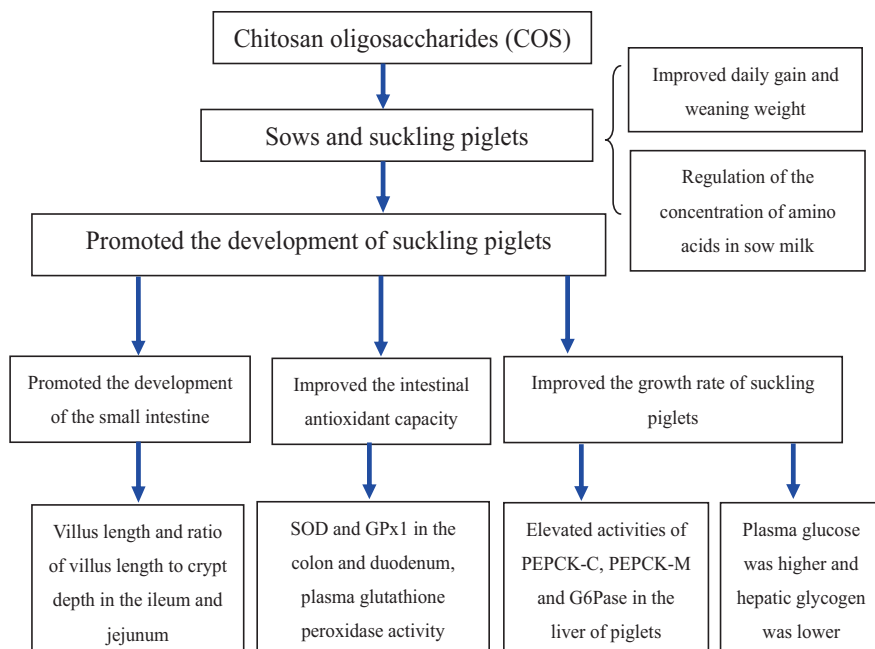 Chitosan oligosaccharides (COS)
Improved daily gain and
weaning weight
Sows and suckling piglets
Regulation of the
concentration of amino
acids in sow milk
Promoted the development of suckling piglets
Promoted the development
of the small intestine
Improved the intestinal
antioxidant capacity
Improved the growth rate of suckling
piglets
Villus length and ratio
of villus length to crypt
depth in the ileum and
jejunum
SOD and GPx1 in the
colon and duodenum,
plasma glutathione
peroxidase activity
Elevated activities of
PEPCK-C, PEPCK-M
and G6Pase in the
liver of piglets
Plasma glucose
was higher and
hepatic glycogen
was lower